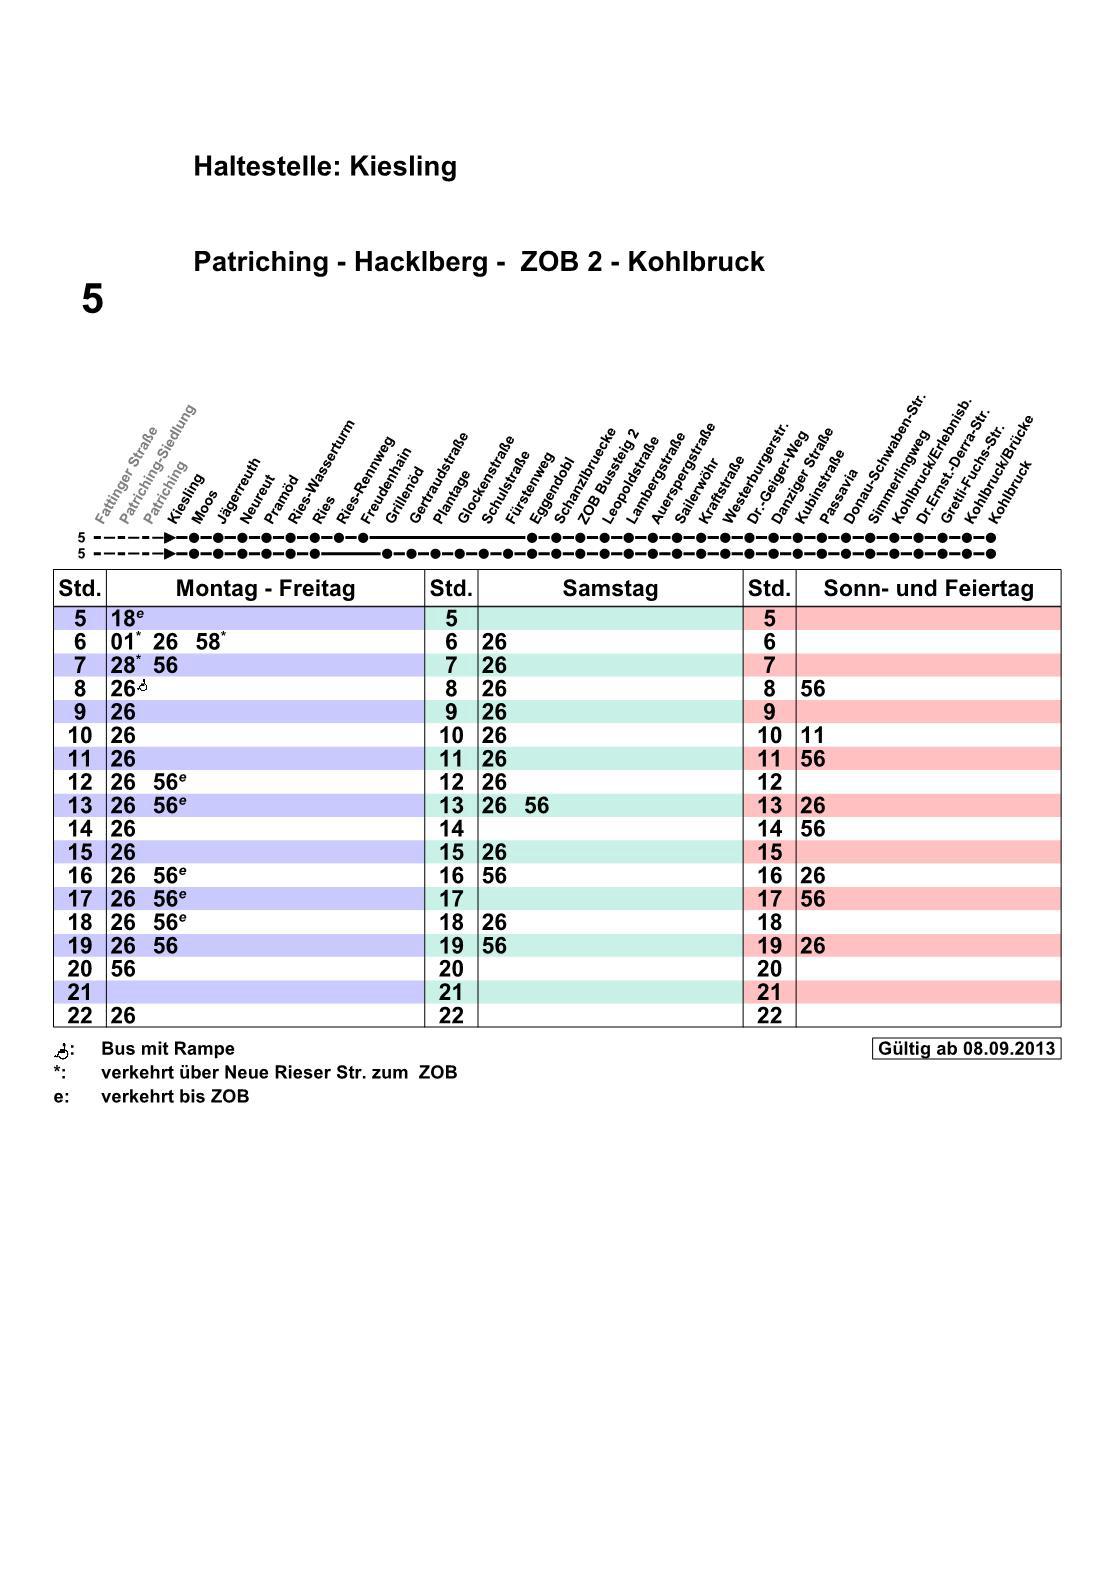 Haltestelle: Kiesling
Patriching - Hacklberg - ZOB 2 - Kohlbruck
5
Fattinger Straße
Patriching-Siedlung
Patriching
Kiesling
Moos
Jägerreuth
Neureut
Pramöd
Ries-Wasserturm
Ries
Ries-Rennweg
Freudenhain
Grillenöd
Gertraudstraße
Plantage
Glockenstraße
Schulstraße
Fürstenweg
Eggendobl
Schanzlbruecke
ZOB Bussteig 2
Leopoldstraße
Lambergstraße
Auerspergstraße
Sailerwöhr
Kraftstraße
Westerburgerstr.
Dr.-Geiger-Weg
Danziger Straße
Kubinstraße
Passavia
Donau-Schwaben-Str.
Simmerlingweg
Kohlbruck/Erlebnisb.
Dr.Ernst.-Derra-Str.
Gretl-Fuchs-Str.
Kohlbruck/Brücke
Kohlbruck
5
5
Std. Montag - Freitag Std. Samstag Std. Sonn- und Feiertag
5 18e 5 5
6 01* 26 58* 6 26 6
7 28* 56 7 26 7
8 26 8 26 8 56
9 26 9 26 9
10 26 10 26 10 11
11 26 11 26 11 56
12 26 56e 12 26 12
13 26 56e 13 26 56 13 26
14 26 14 14 56
15 26 15 26 15
16 26 56e 16 56 16 26
17 26 56e 17 17 56
18 26 56e 18 26 18
19 26 56 19 56 19 26
20 56 20 20
21 21 21
22 26 22 22
: Bus mit Rampe Gültig ab 08.09.2013
*: verkehrt über Neue Rieser Str. zum ZOB
e: verkehrt bis ZOB